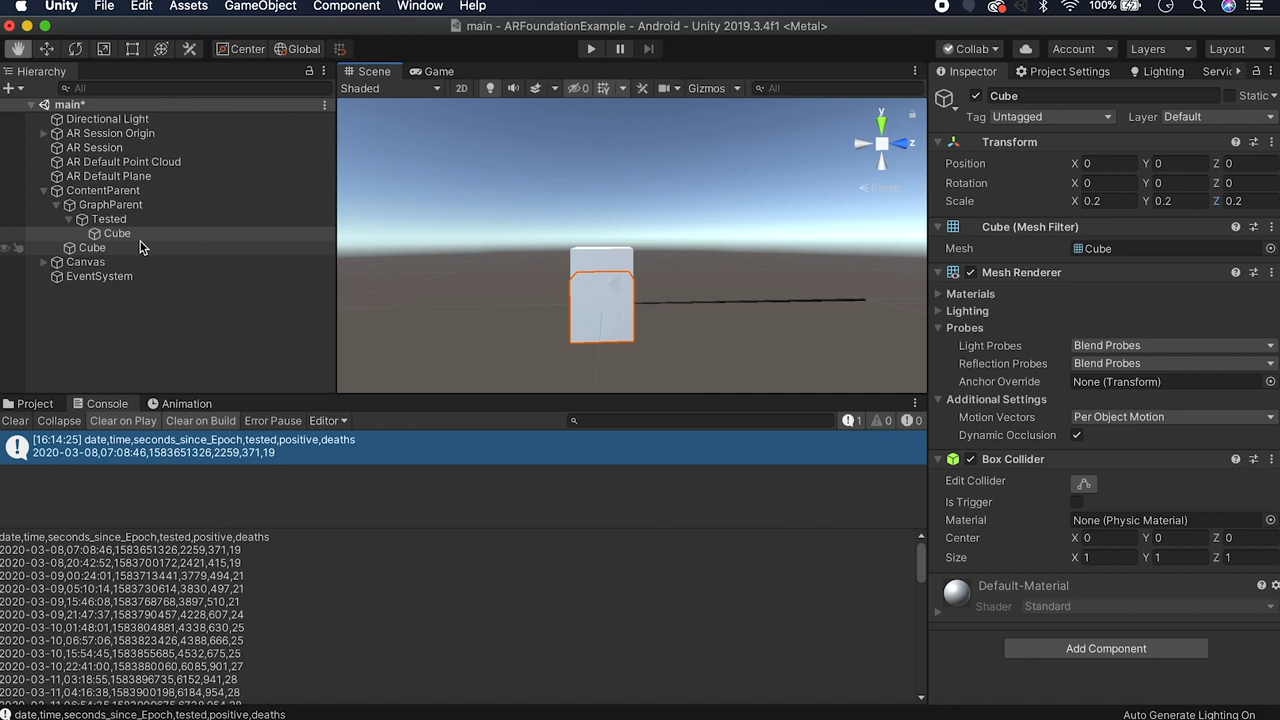 Unity File Edit Assets GameObject Component Window Help 100%
main - ARFoundationExample - Android - Unity 2019.3.4f1 <Metal>
Center Global Collab Account Layers Layout
Hierarchy Scene Game Inspector Project Settings Lighting Servic
All Shaded 2D 0 Gizmos All Cube Static
main*
Directional Light
AR Session Origin
AR Session
AR Default Point Cloud
AR Default Plane
ContentParent
GraphParent
Tested
Cube
Cube
Canvas
EventSystem
y
z
Persp
Tag Untagged Layer Default
Transform
Position X 0 Y 0 Z 0
Rotation X 0 Y 0 Z 0
Scale X 0.2 Y 0.2 Z 0.2
Cube (Mesh Filter)
Mesh Cube
Mesh Renderer
Materials
Lighting
Probes
Light Probes Blend Probes
Reflection Probes Blend Probes
Anchor Override None (Transform)
Additional Settings
Motion Vectors Per Object Motion
Dynamic Occlusion
Box Collider
Edit Collider
Is Trigger
Material None (Physic Material)
Center X 0 Y 0 Z 0
Size X 1 Y 1 Z 1
Default-Material
Shader Standard
Add Component
Project Console Animation
Clear Collapse Clear on Play Clear on Build Error Pause Editor 1 0 0
[16:14:25] date,time,seconds_since_Epoch,tested,positive,deaths
2020-03-08,07:08:46,1583651326,2259,371,19
date,time,seconds_since_Epoch,tested,positive,deaths
2020-03-08,07:08:46,1583651326,2259,371,19
2020-03-08,20:42:52,1583700172,2421,415,19
2020-03-09,00:24:01,1583713441,3779,494,21
2020-03-09,05:10:14,1583730614,3830,497,21
2020-03-09,15:46:08,1583768768,3897,510,21
2020-03-09,21:47:37,1583790457,4228,607,24
2020-03-10,01:48:01,1583804881,4338,630,25
2020-03-10,06:57:06,1583823426,4388,666,25
2020-03-10,15:54:45,1583855685,4532,675,25
2020-03-10,22:41:00,1583880060,6085,901,27
2020-03-11,03:18:55,1583896735,6152,941,28
2020-03-11,04:16:38,1583900198,6184,954,28
date,time,seconds_since_Epoch,tested,positive,deaths
Auto Generate Lighting On